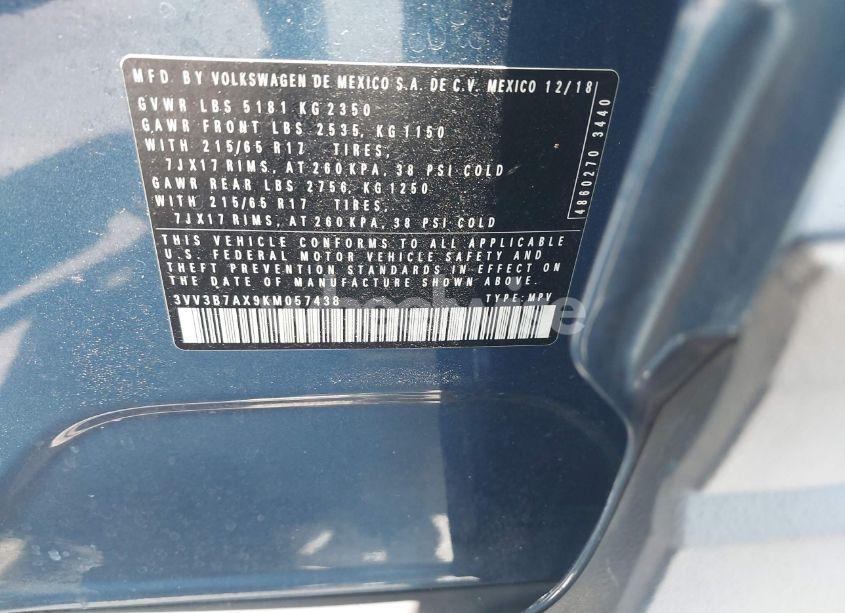 MFD. BY VOLKSWAGEN DE MEXICO S.A. DE C.V. MEXICO 12/18
GVWR LBS 5181 KG 2350
GAWR FRONT LBS 2535, KG 1150
WITH 215/65 R17 TIRES,
7JX17 RIMS, AT 260 KPA, 38 PSI COLD
GAWR REAR LBS 2756, KG 1250
WITH 215/65 R17 TIRES,
7JX17 RIMS, AT 260 KPA, 38 PSI COLD
4860270 3440
THIS VEHICLE CONFORMS TO ALL APPLICABLE
U.S. FEDERAL MOTOR VEHICLE SAFETY AND
THEFT PREVENTION STANDARDS IN EFFECT ON
THE DATE OF MANUFACTURE SHOWN ABOVE.
3VV3B7AX9KM057438 TYPE: MPV